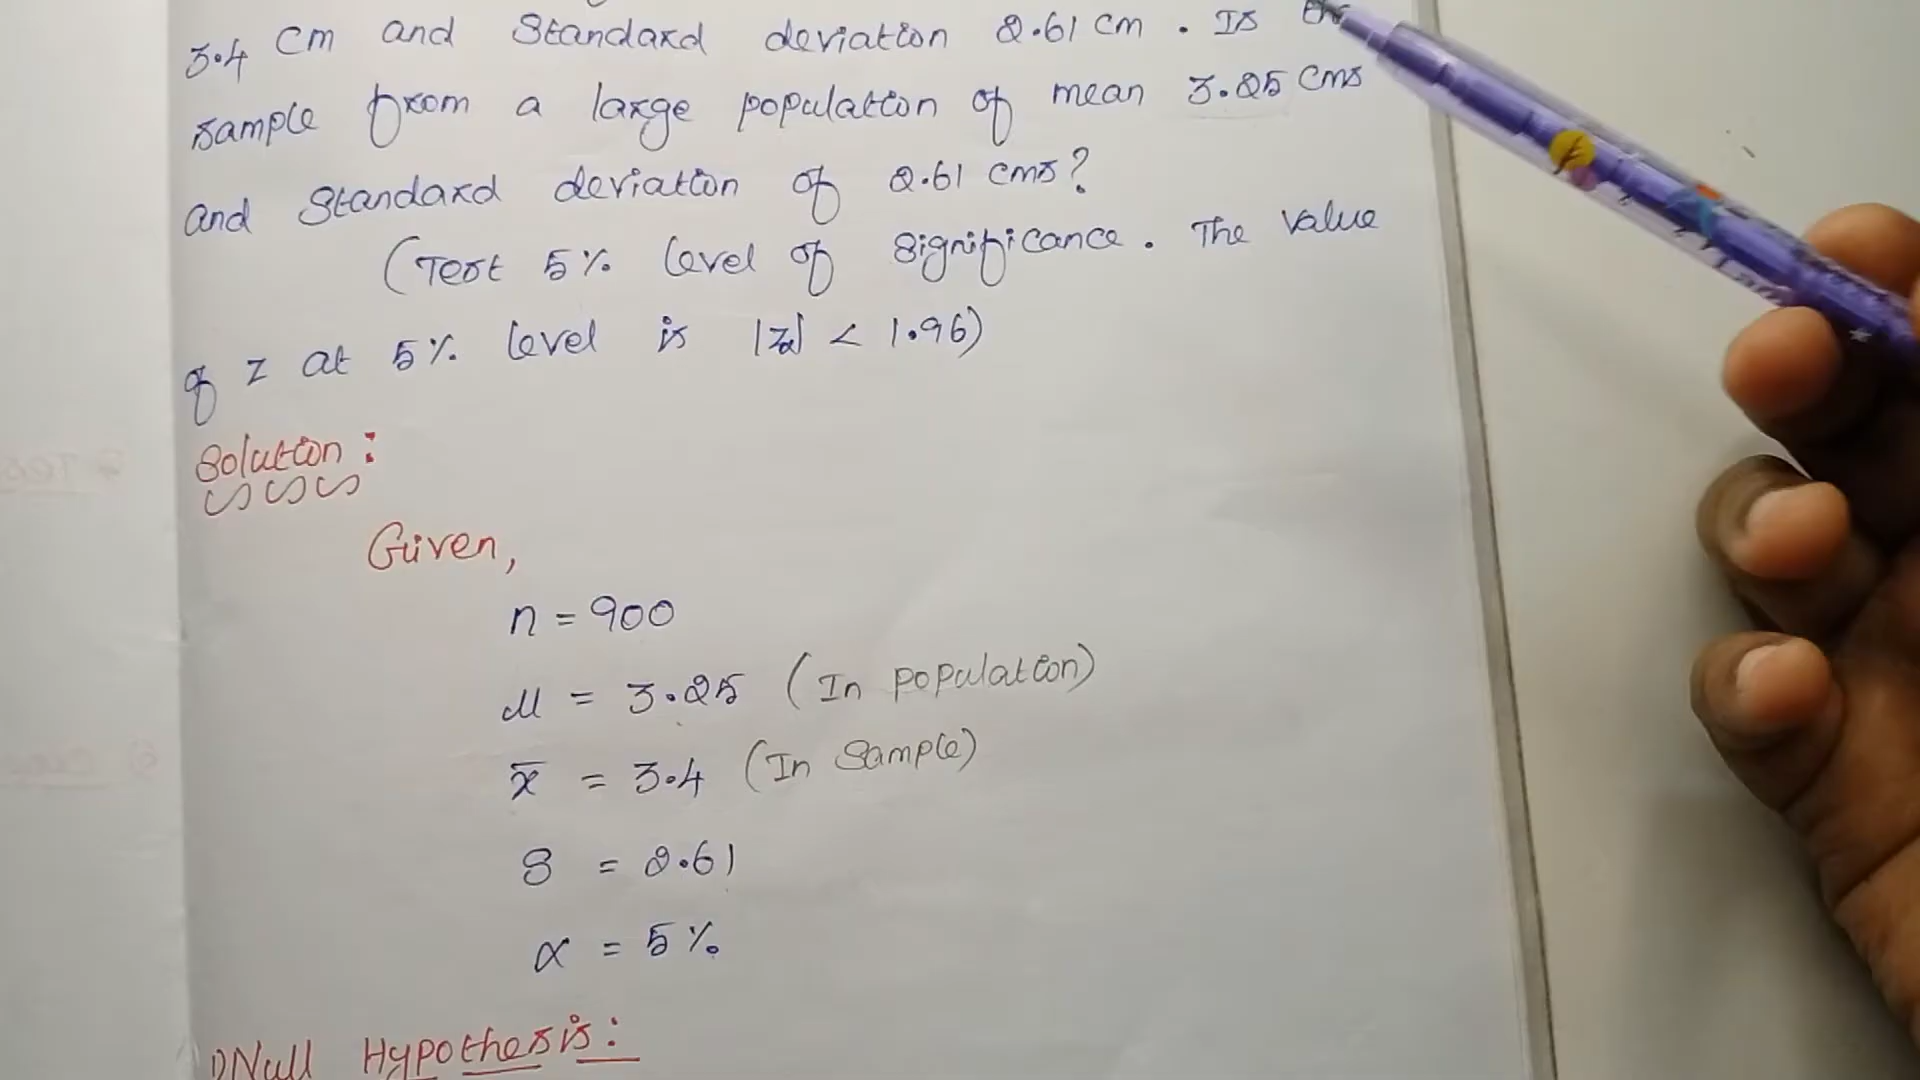 3.4 cm and Standard deviation 2.61 cm. Is the
sample from a large population of mean 3.25 cms
and Standard deviation of 2.61 cms?
(Test 5% level of significance. The value
of z at 5% level is |zα| < 1.96)
Solution:
Given,
n = 900
μ = 3.25 (In population)
x̄ = 3.4 (In Sample)
S = 2.61
α = 5%
1) Null Hypothesis: